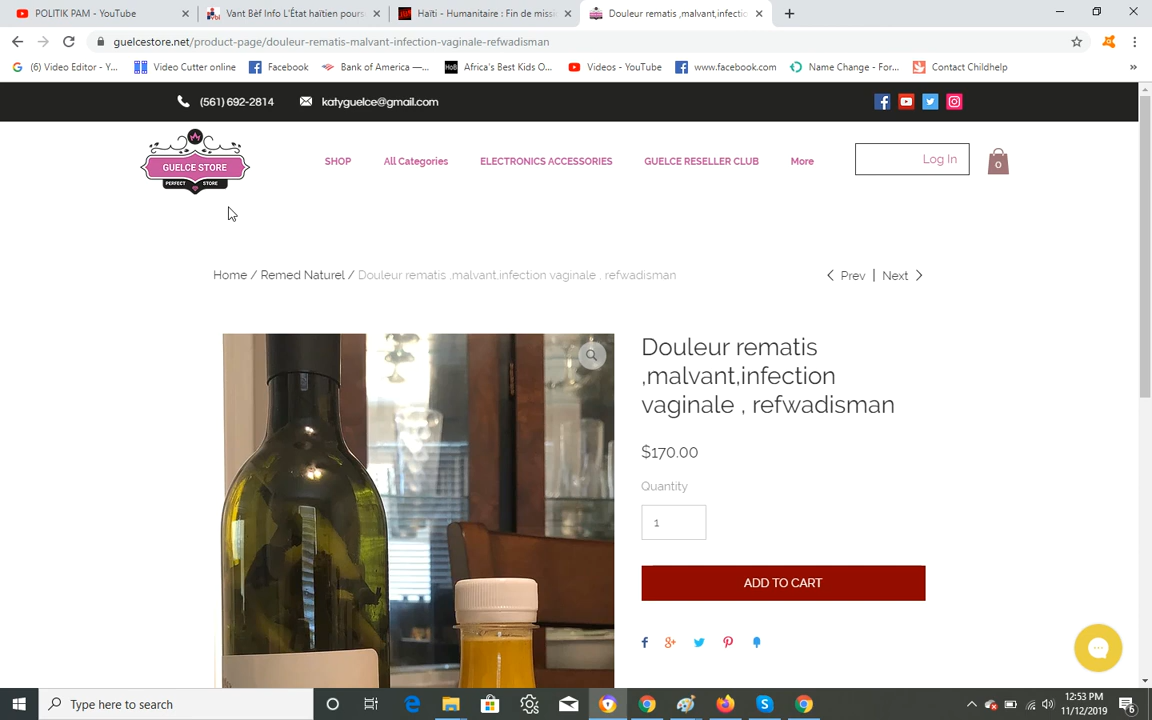 POLITIK PAM - YouTube
Vant Bèf Info L'État haïtien pours
Haïti - Humanitaire : Fin de missi
Douleur rematis ,malvant,infectio
guelcestore.net/product-page/douleur-rematis-malvant-infection-vaginale-refwadisman
(6) Video Editor - Y...
Video Cutter online
Facebook
Bank of America —...
HoB
Africa's Best Kids O...
Videos - YouTube
www.facebook.com
Name Change - For...
Contact Childhelp
(561) 692-2814
katyguelce@gmail.com
GUELCE STORE
PERFECT STORE
SHOP
All Categories
ELECTRONICS ACCESSORIES
GUELCE RESELLER CLUB
More
Log In
0
Home / Remed Naturel / Douleur rematis ,malvant,infection vaginale , refwadisman
Prev | Next
Douleur rematis
,malvant,infection
vaginale , refwadisman
$170.00
Quantity
1
ADD TO CART
Type here to search
12:53 PM
11/12/2019
6